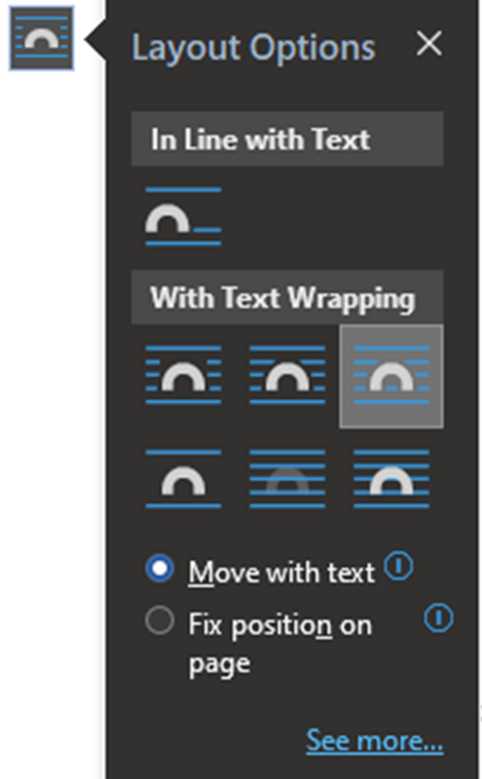 Layout Options
In Line with Text
With Text Wrapping
Move with text
Fix position on
page
See more...